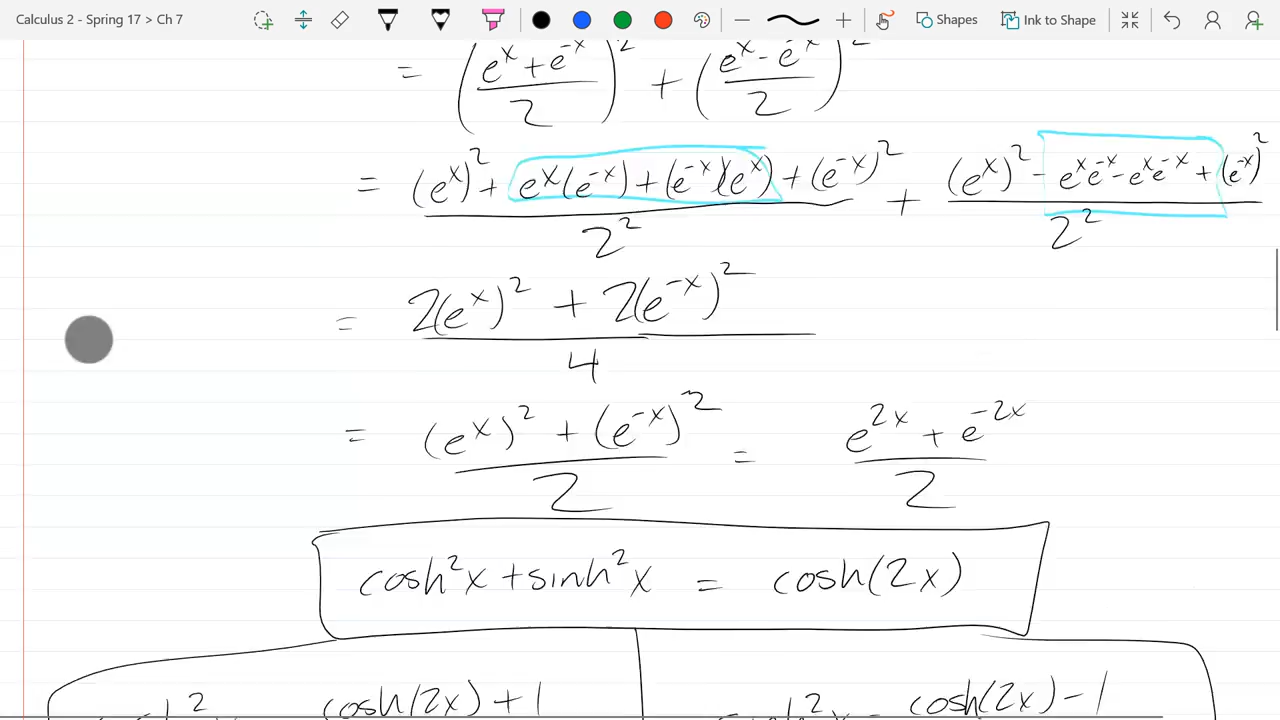 Calculus 2 - Spring 17 > Ch 7
Shapes
Ink to Shape
= ((e^x + e^-x)/2)^2 + ((e^x - e^-x)/2)^2
= ((e^x)^2 + e^x(e^-x) + (e^-x)(e^x) + (e^-x)^2)/2^2 + ((e^x)^2 - e^x e^-x - e^x e^-x + (e^-x)^2)/2^2
= (2(e^x)^2 + 2(e^-x)^2)/4
= ((e^x)^2 + (e^-x)^2)/2 = (e^2x + e^-2x)/2
cosh^2 x + sinh^2 x = cosh(2x)
cosh(2x) + 1
sinh^2 x = cosh(2x) - 1